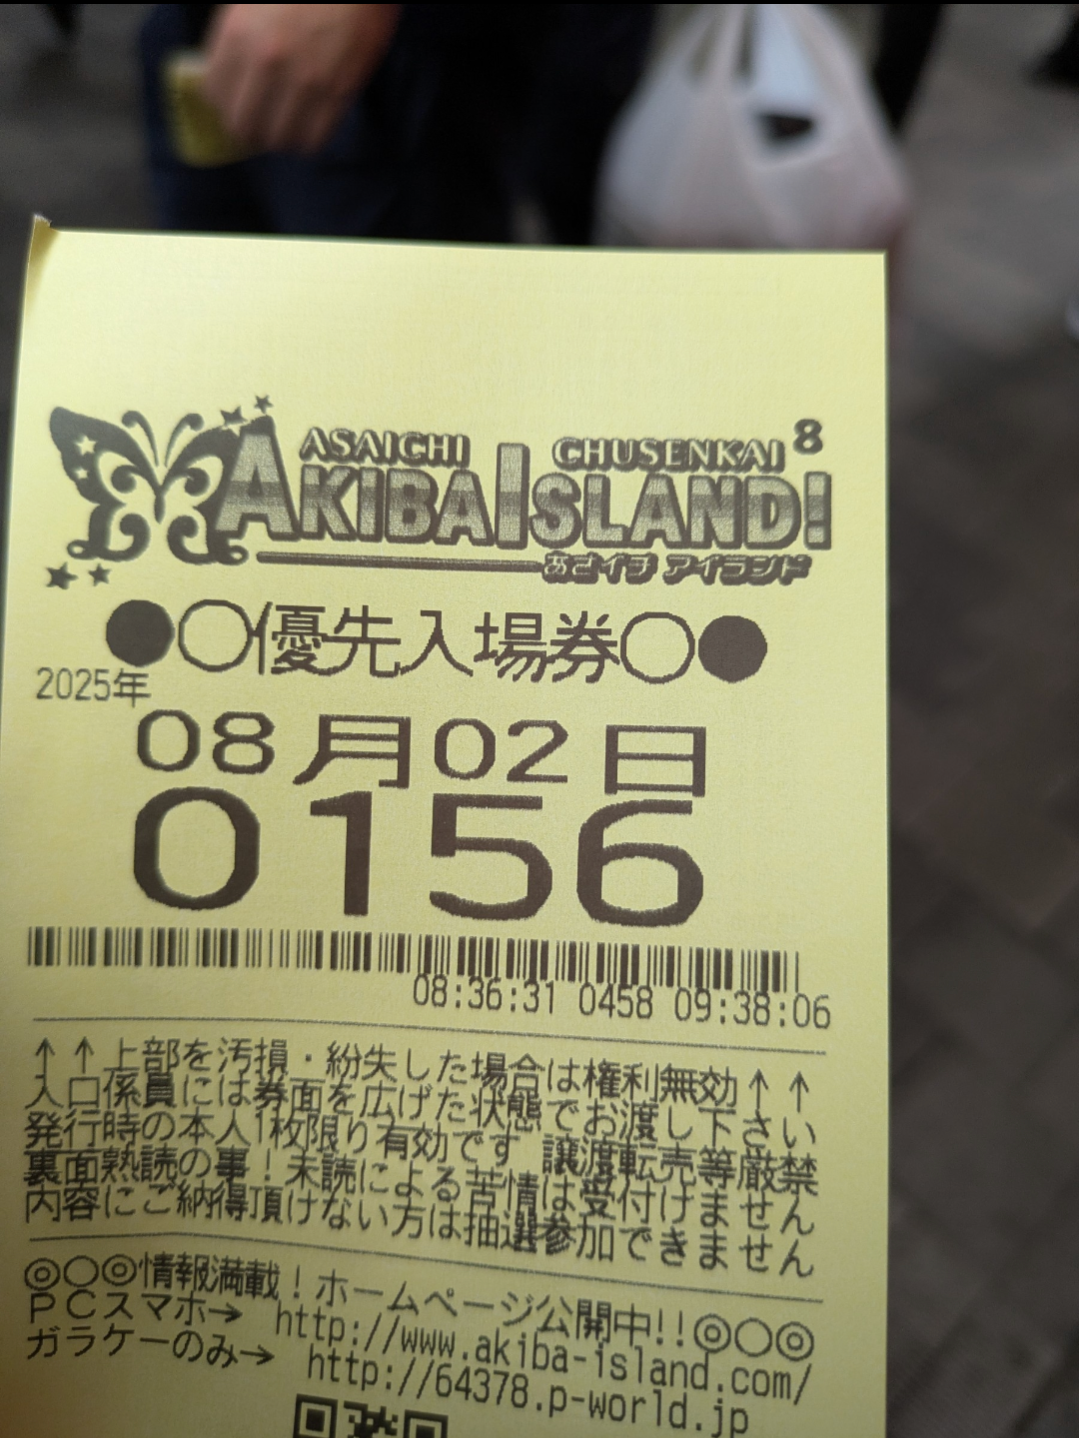 ASAICHI CHUSENKAI 8
AKIBA ISLAND!
あさイチ アイランド
●○優先入場券○●
2025年
08月02日
0156
08:36:31 0458 09:38:06
↑↑上部を汚損・紛失した場合は権利無効↑↑
入口係員には券面を広げた状態でお渡し下さい
発行時の本人1枚限り有効です 譲渡転売等厳禁
裏面熟読の事！未読による苦情は受付けません
内容にご納得頂けない方は抽選参加できません
◎○◎情報満載！ホームページ公開中!!◎○◎
PCスマホ→ http://www.akiba-island.com/
ガラケーのみ→ http://64378.p-world.jp